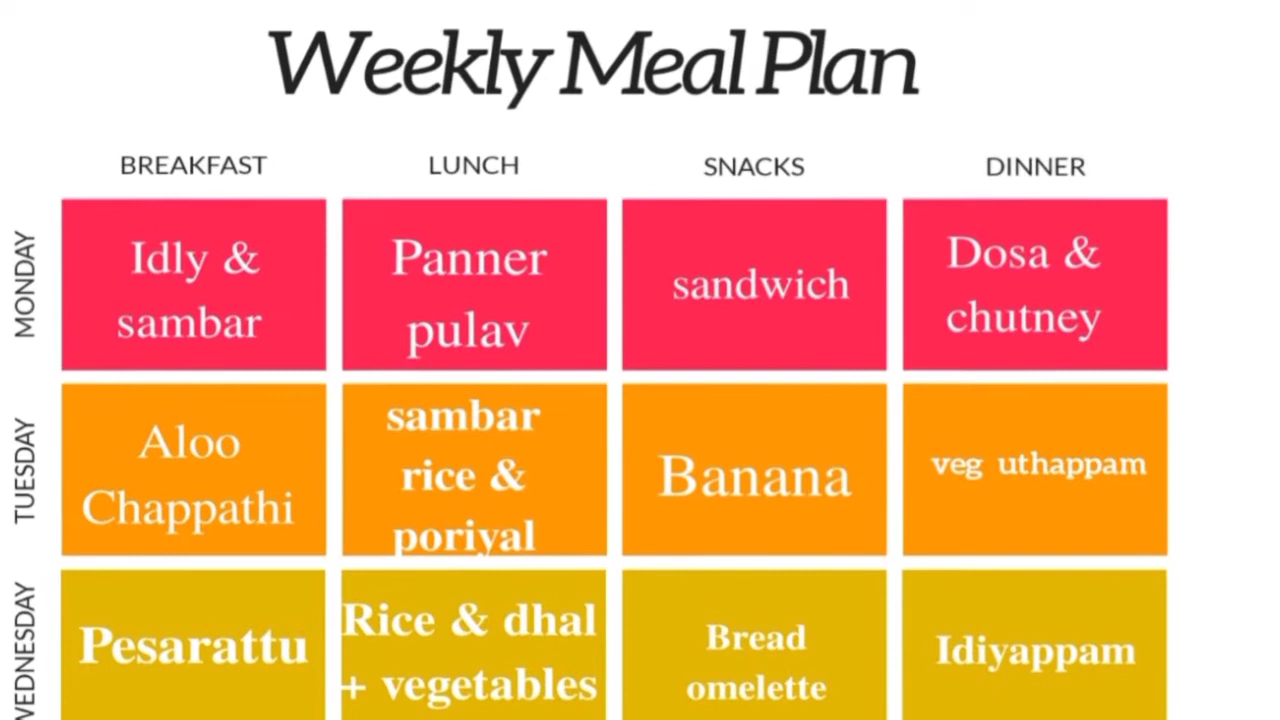 Weekly Meal Plan
BREAKFAST
LUNCH
SNACKS
DINNER
MONDAY
Idly &
sambar
Panner
pulav
sandwich
Dosa &
chutney
TUESDAY
Aloo
Chappathi
sambar
rice &
poriyal
Banana
veg uthappam
WEDNESDAY
Pesarattu
Rice & dhal
+ vegetables
Bread
omelette
Idiyappam